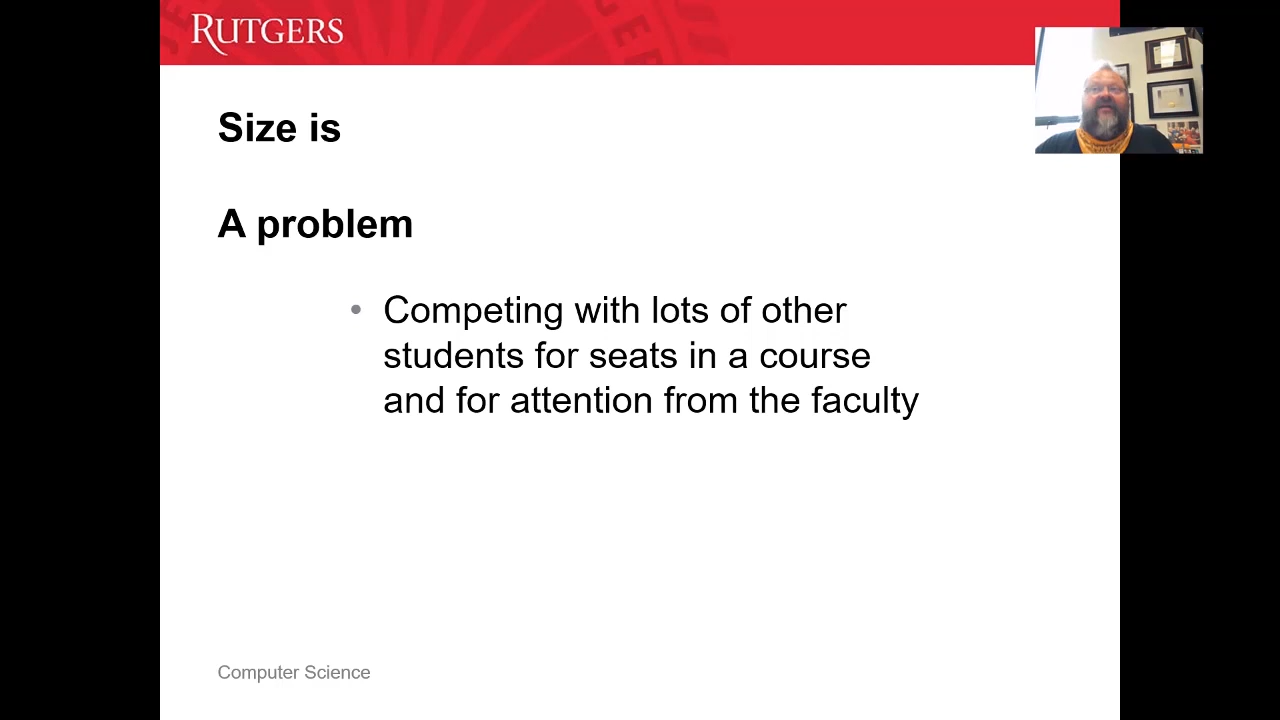 RUTGERS
Size is
A problem
• Competing with lots of other
students for seats in a course
and for attention from the faculty
Computer Science